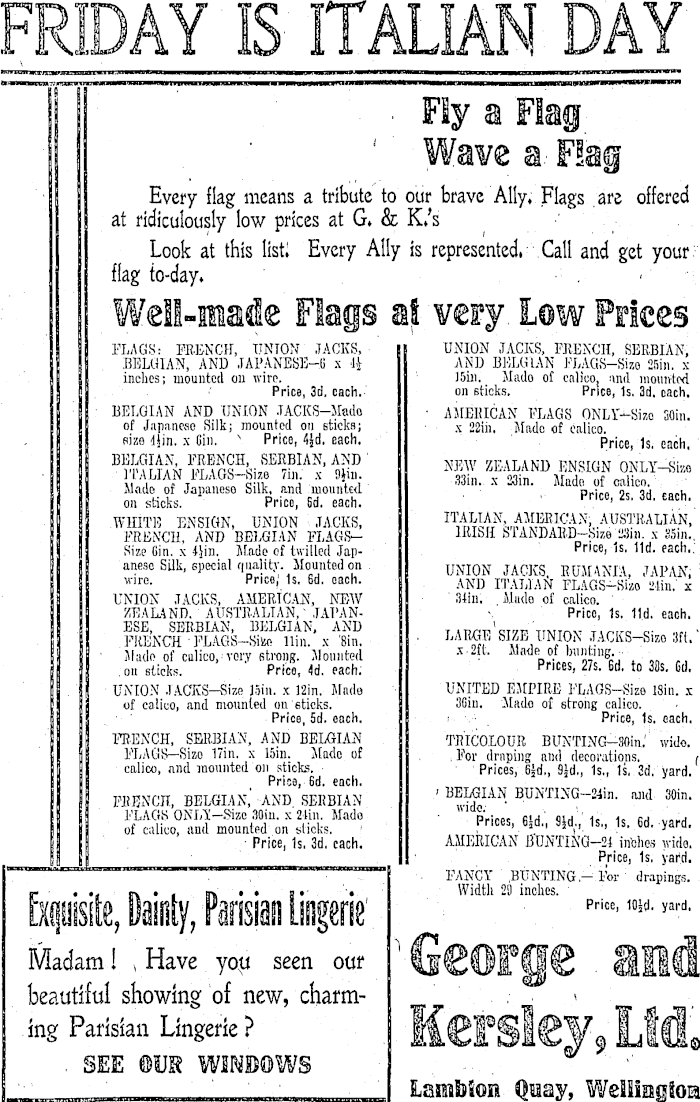 FRIDAY IS ITALIAN DAY
Fly a Flag
Wave a Flag
Every flag means a tribute to our brave Ally. Flags are offered
at ridiculously low prices at G. & K.'s
Look at this list! Every Ally is represented. Call and get your
flag to-day.
Well-made Flags at very Low Prices
FLAGS: FRENCH, UNION JACKS,
BELGIAN, AND JAPANESE—6 x 4½
inches; mounted on wire.
Price, 3d. each.
BELGIAN AND UNION JACKS—Made
of Japanese Silk; mounted on sticks;
size 4½in. x 6in. Price, 4½d. each.
BELGIAN, FRENCH, SERBIAN, AND
ITALIAN FLAGS—Size 7in. x 9½in.
Made of Japanese Silk, and mounted
on sticks. Price, 6d. each.
WHITE ENSIGN, UNION JACKS,
FRENCH, AND BELGIAN FLAGS—
Size 6in. x 4½in. Made of twilled Jap-
anese Silk, special quality. Mounted on
wire. Price, 1s. 6d. each.
UNION JACKS, AMERICAN, NEW
ZEALAND, AUSTRALIAN, JAPAN-
ESE, SERBIAN, BELGIAN, AND
FRENCH FLAGS—Size 11in. x 8in.
Made of calico, very strong. Mounted
on sticks. Price, 4d. each.
UNION JACKS—Size 15in. x 12in. Made
of calico, and mounted on sticks.
Price, 5d. each.
FRENCH, SERBIAN, AND BELGIAN
FLAGS—Size 17in. x 15in. Made of
calico, and mounted on sticks.
Price, 6d. each.
FRENCH, BELGIAN, AND SERBIAN
FLAGS ONLY—Size 30in. x 24in. Made
of calico, and mounted on sticks.
Price, 1s. 3d. each.
UNION JACKS, FRENCH, SERBIAN,
AND BELGIAN FLAGS—Size 25in. x
15in. Made of calico, and mounted
on sticks. Price, 1s. 3d. each.
AMERICAN FLAGS ONLY—Size 30in.
x 22in. Made of calico.
Price, 1s. each.
NEW ZEALAND ENSIGN ONLY—Size
33in. x 23in. Made of calico.
Price, 2s. 3d. each.
ITALIAN, AMERICAN, AUSTRALIAN,
IRISH STANDARD—Size 23in. x 35in.
Price, 1s. 11d. each.
UNION JACKS, RUMANIA, JAPAN,
AND ITALIAN FLAGS—Size 24in. x
34in. Made of calico.
Price, 1s. 11d. each.
LARGE SIZE UNION JACKS—Size 3ft.
x 2ft. Made of bunting.
Prices, 27s. 6d. to 38s. 6d.
UNITED EMPIRE FLAGS—Size 18in. x
36in. Made of strong calico.
Price, 1s. each.
TRICOLOUR BUNTING—30in. wide.
For draping and decorations.
Prices, 6½d., 9½d., 1s., 1s. 3d. yard.
BELGIAN BUNTING—24in. and 30in.
wide.
Prices, 6½d., 9½d., 1s., 1s. 6d. yard.
AMERICAN BUNTING—24 inches wide.
Price, 1s. yard.
FANCY BUNTING.—For drapings.
Width 29 inches.
Price, 10½d. yard.
Exquisite, Dainty, Parisian Lingerie
Madam! Have you seen our
beautiful showing of new, charm-
ing Parisian Lingerie?
SEE OUR WINDOWS
George and
Kersley, Ltd.
Lambton Quay, Wellington